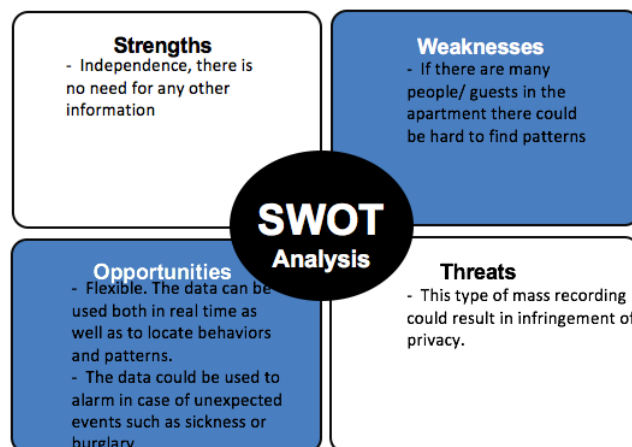 Strengths
- Independence, there is
no need for any other
information
Weaknesses
- If there are many
people/ guests in the
apartment there could
be hard to find patterns
SWOT
Analysis
Opportunities
- Flexible. The data can be
used both in real time as
well as to locate behaviors
and patterns.
- The data could be used to
alarm in case of unexpected
events such as sickness or
burglary
Threats
- This type of mass recording
could result in infringement of
privacy.